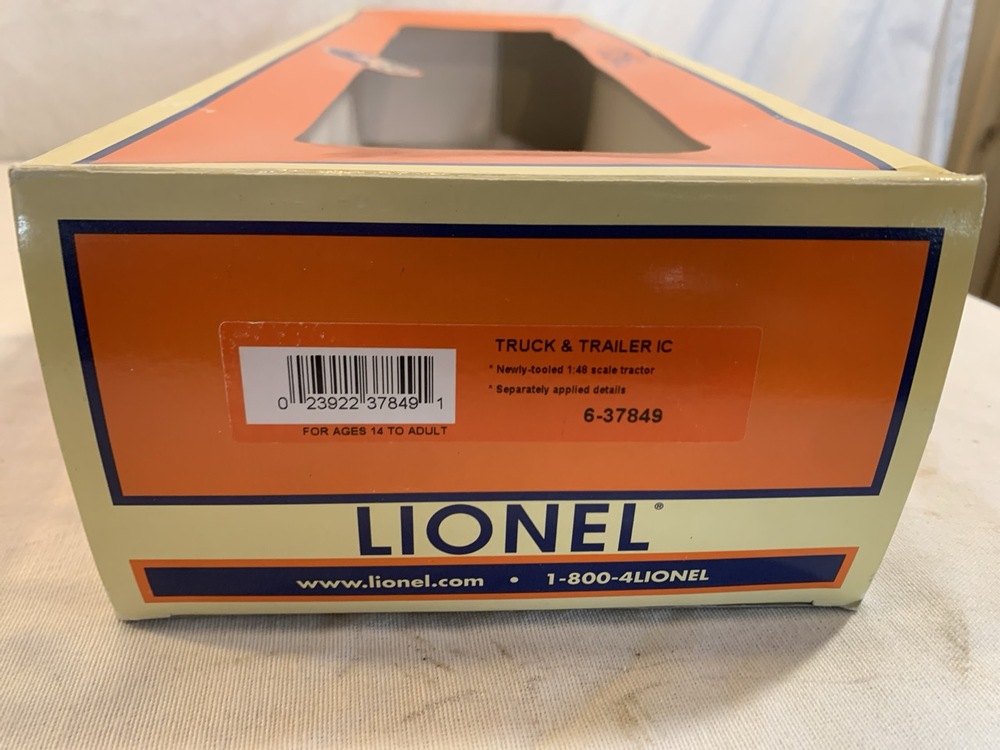 TRUCK & TRAILER IC
* Newly-tooled 1:48 scale tractor
* Separately applied details
6-37849
0 23922 37849 1
FOR AGES 14 TO ADULT
LIONEL®
www.lionel.com • 1-800-4LIONEL